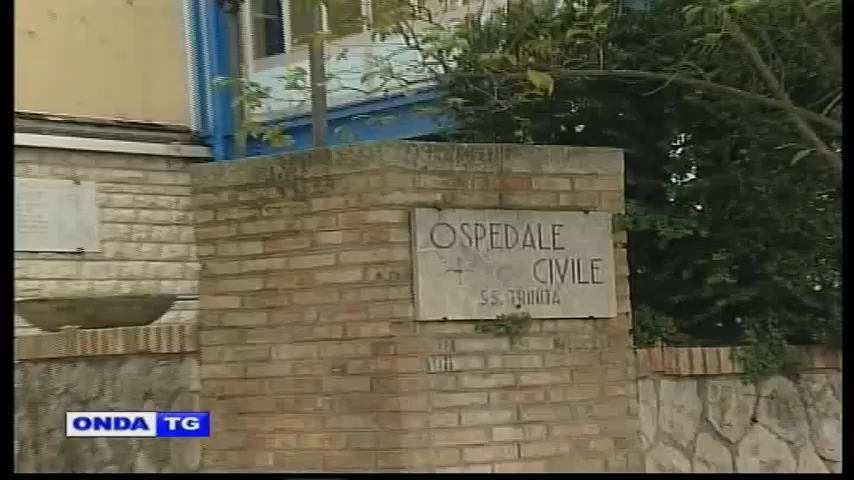 OSPEDALE
CIVILE
S.S. TRINITA
ONDA TG